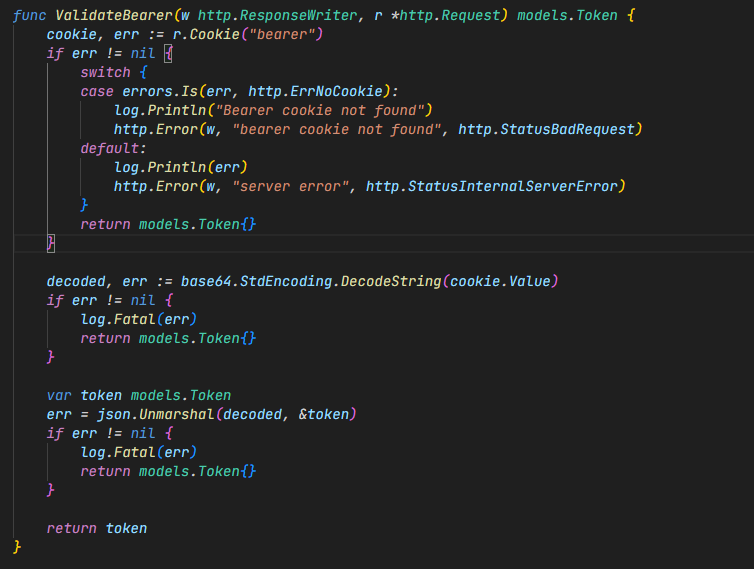 func ValidateBearer(w http.ResponseWriter, r *http.Request) models.Token {
    cookie, err := r.Cookie("bearer")
    if err != nil {
        switch {
        case errors.Is(err, http.ErrNoCookie):
            log.Println("Bearer cookie not found")
            http.Error(w, "bearer cookie not found", http.StatusBadRequest)
        default:
            log.Println(err)
            http.Error(w, "server error", http.StatusInternalServerError)
        }
        return models.Token{}
    }

    decoded, err := base64.StdEncoding.DecodeString(cookie.Value)
    if err != nil {
        log.Fatal(err)
        return models.Token{}
    }

    var token models.Token
    err = json.Unmarshal(decoded, &token)
    if err != nil {
        log.Fatal(err)
        return models.Token{}
    }

    return token
}